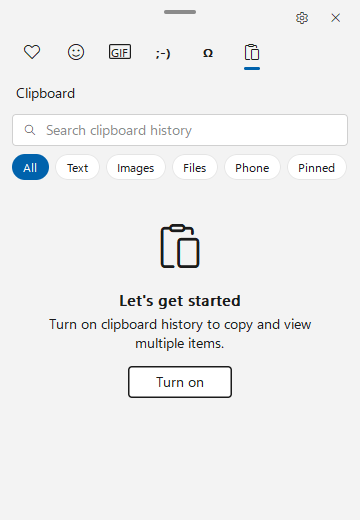 GIF
;-)
Ω
Clipboard
Search clipboard history
All
Text
Images
Files
Phone
Pinned
Let's get started
Turn on clipboard history to copy and view
multiple items.
Turn on